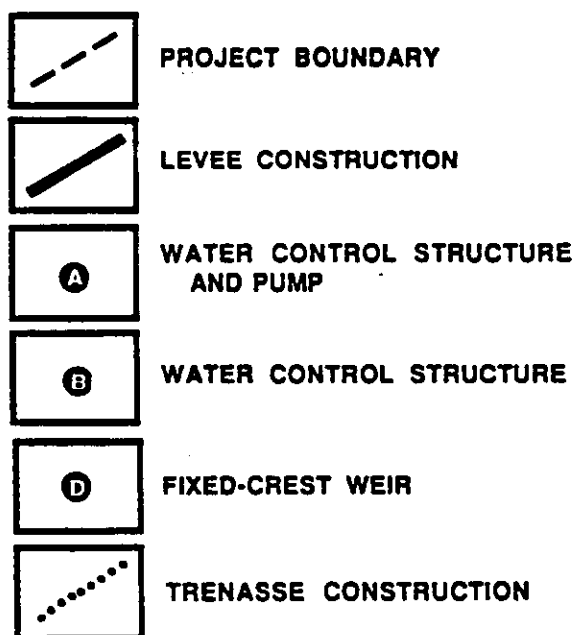 PROJECT BOUNDARY
LEVEE CONSTRUCTION
A WATER CONTROL STRUCTURE
AND PUMP
B WATER CONTROL STRUCTURE
D FIXED-CREST WEIR
TRENASSE CONSTRUCTION